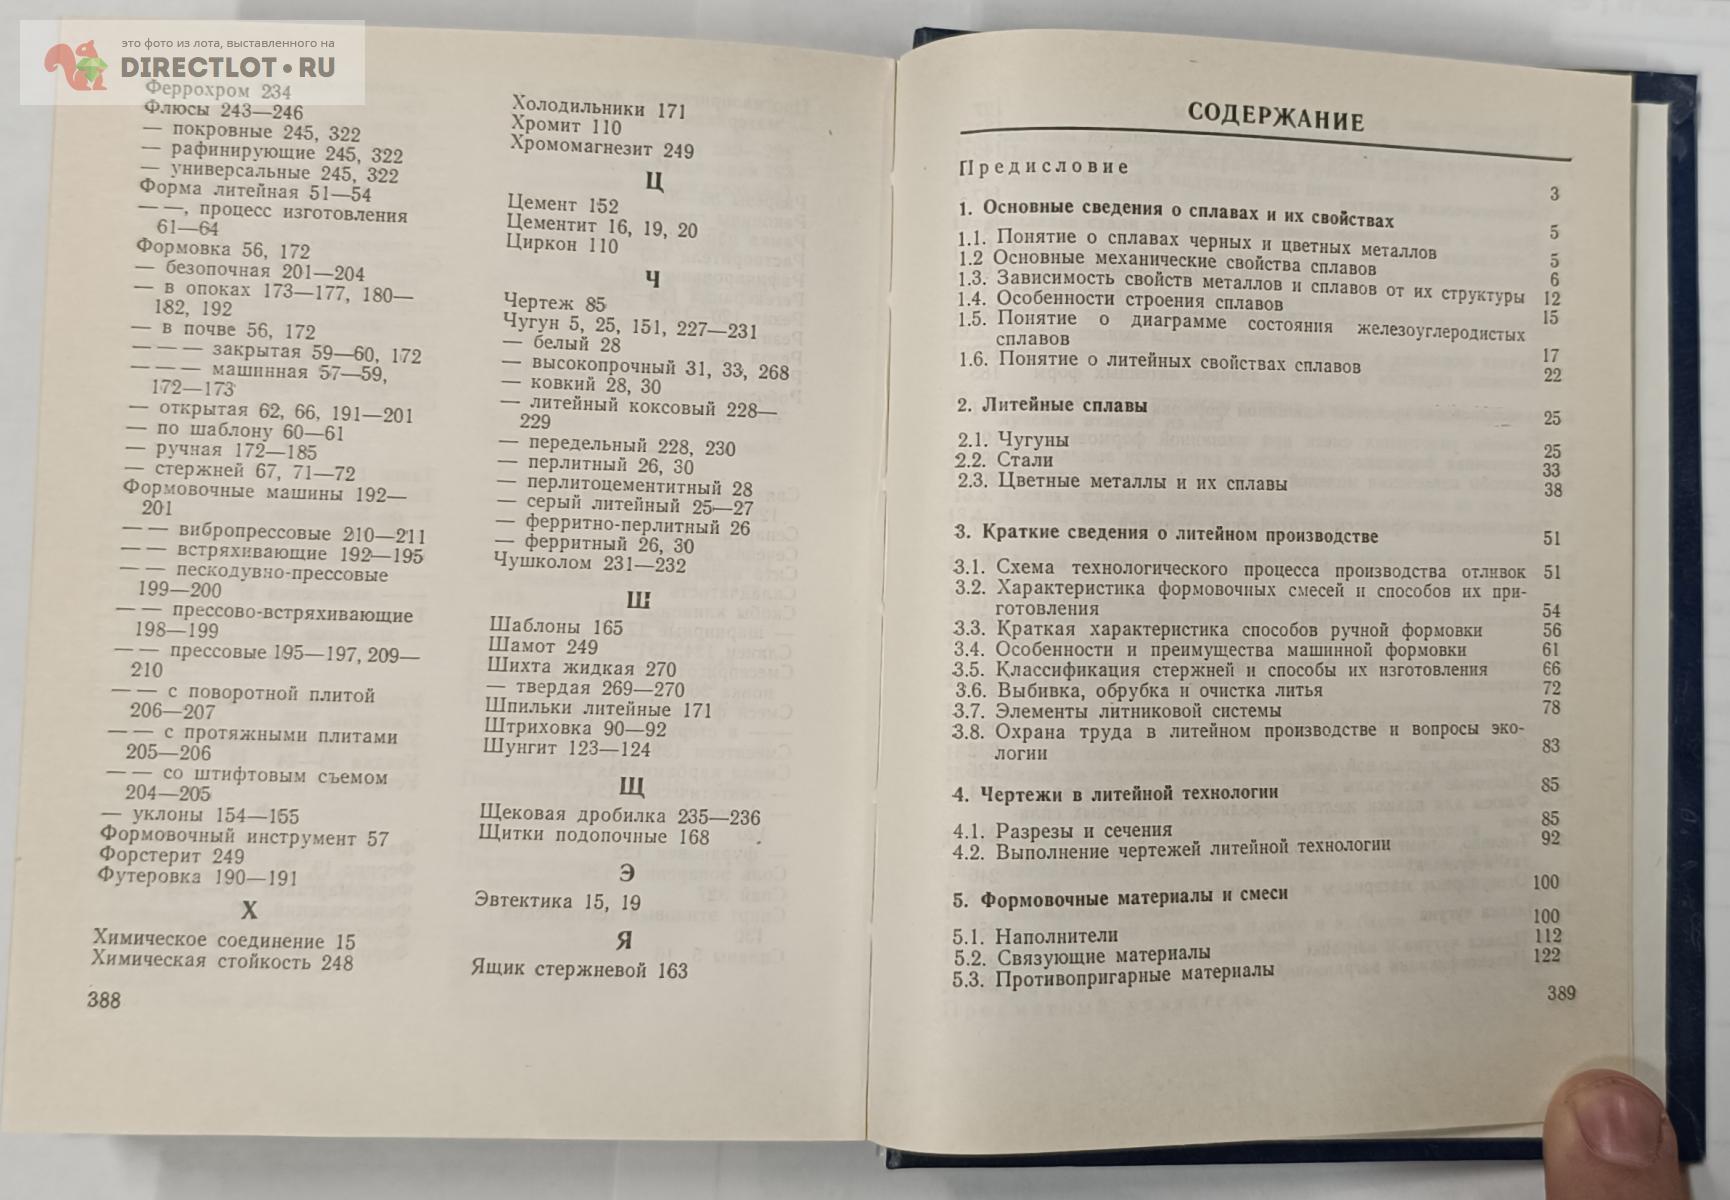 это фото из лота, выставленного на
DIRECTLOT.RU
Феррохром 234
Флюсы 243—246
— покровные 245, 322
— рафинирующие 245, 322
— универсальные 245, 322
Форма литейная 51—54
— —, процесс изготовления
61—64
Формовка 56, 172
— безопочная 201—204
— в опоках 173—177, 180—
182, 192
— в почве 56, 172
— — — закрытая 59—60, 172
— — — машинная 57—59,
172—173
— открытая 62, 66, 191—201
— по шаблону 60—61
— ручная 172—185
— стержней 67, 71—72
Формовочные машины 192—
201
— — вибропрессовые 210—211
— — встряхивающие 192—195
— — пескодувно-прессовые
199—200
— — прессово-встряхивающие
198—199
— — прессовые 195—197, 209—
210
— — с поворотной плитой
206—207
— — с протяжными плитами
205—206
— — со штифтовым съемом
204—205
— уклоны 154—155
Формовочный инструмент 57
Форстерит 249
Футеровка 190—191
Х
Химическое соединение 15
Химическая стойкость 248
388
Холодильники 171
Хромит 110
Хромомагнезит 249
Ц
Цемент 152
Цементит 16, 19, 20
Циркон 110
Ч
Чертеж 85
Чугун 5, 25, 151, 227—231
— белый 28
— высокопрочный 31, 33, 268
— ковкий 28, 30
— литейный коксовый 228—
229
— передельный 228, 230
— перлитный 26, 30
— перлитоцементитный 28
— серый литейный 25—27
— ферритно-перлитный 26
— ферритный 26, 30
Чушколом 231—232
Ш
Шаблоны 165
Шамот 249
Шихта жидкая 270
— твердая 269—270
Шпильки литейные 171
Штриховка 90—92
Шунгит 123—124
Щ
Щековая дробилка 235—236
Щитки подопочные 168
Э
Эвтектика 15, 19
Я
Ящик стержневой 163
СОДЕРЖАНИЕ
Предисловие 3
1. Основные сведения о сплавах и их свойствах 5
1.1. Понятие о сплавах черных и цветных металлов 5
1.2 Основные механические свойства сплавов 6
1.3. Зависимость свойств металлов и сплавов от их структуры 12
1.4. Особенности строения сплавов 15
1.5. Понятие о диаграмме состояния железоуглеродистых
сплавов 17
1.6. Понятие о литейных свойствах сплавов 22
2. Литейные сплавы 25
2.1. Чугуны 25
2.2. Стали 33
2.3. Цветные металлы и их сплавы 38
3. Краткие сведения о литейном производстве 51
3.1. Схема технологического процесса производства отливок 51
3.2. Характеристика формовочных смесей и способов их при-
готовления 54
3.3. Краткая характеристика способов ручной формовки 56
3.4. Особенности и преимущества машинной формовки 61
3.5. Классификация стержней и способы их изготовления 66
3.6. Выбивка, обрубка и очистка литья 72
3.7. Элементы литниковой системы 78
3.8. Охрана труда в литейном производстве и вопросы эко-
логии 83
4. Чертежи в литейной технологии 85
4.1. Разрезы и сечения 85
4.2. Выполнение чертежей литейной технологии 92
5. Формовочные материалы и смеси 100
5.1. Наполнители 100
5.2. Связующие материалы 112
5.3. Противопригарные материалы 122
389